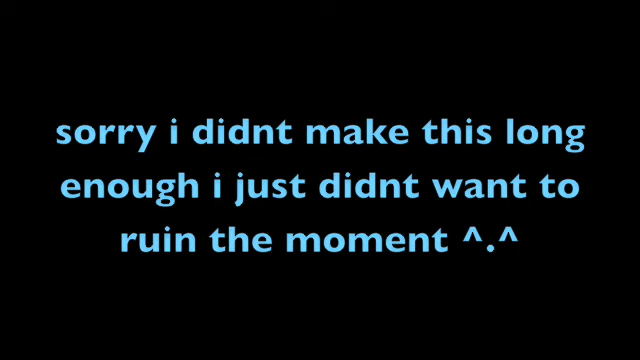 sorry i didnt make this long
enough i just didnt want to
ruin the moment ^.^